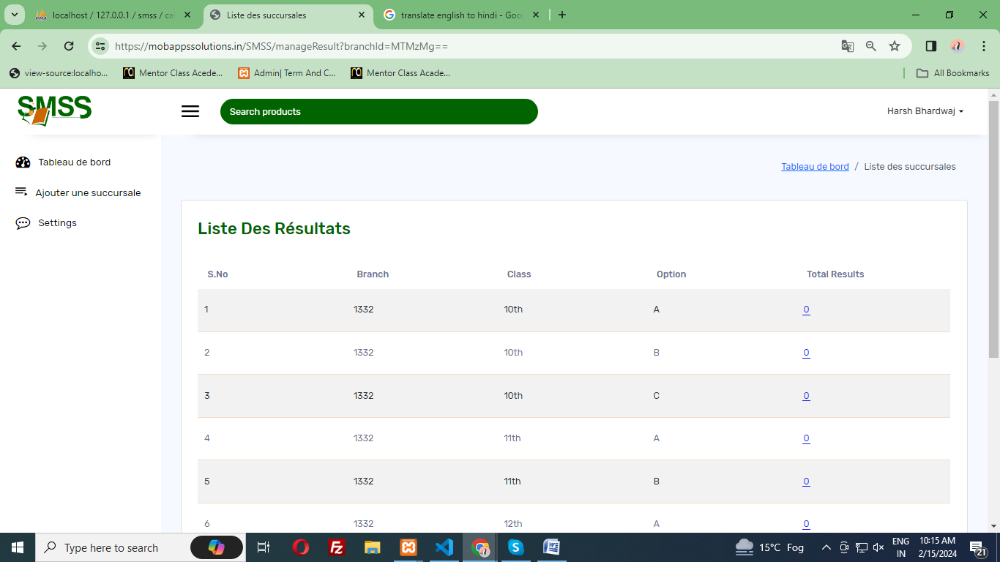 localhost / 127.0.0.1 / smss / ca
Liste des succursales
translate english to hindi - Goo
https://mobappssolutions.in/SMSS/manageResult?branchId=MTMzMg==
view-source:localho...
Mentor Class Acede...
Admin| Term And C...
Mentor Class Acade...
All Bookmarks
SMSS
Search products
Harsh Bhardwaj
Tableau de bord
Ajouter une succursale
Settings
Tableau de bord / Liste des succursales
Liste Des Résultats
S.No Branch Class Option Total Results
1 1332 10th A 0
2 1332 10th B 0
3 1332 10th C 0
4 1332 11th A 0
5 1332 11th B 0
6 1332 12th A 0
Type here to search
15°C Fog
ENG
IN
10:15 AM
2/15/2024
21